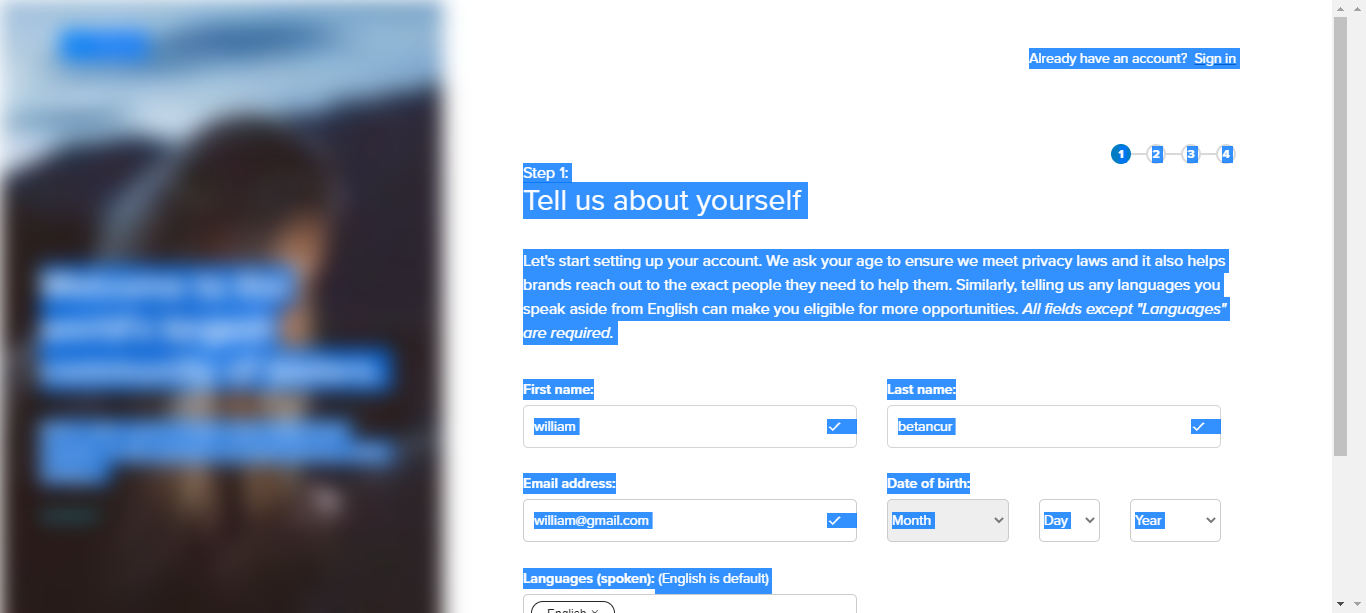 Already have an account? Sign in
1 2 3 4
Step 1:
Tell us about yourself
Let's start setting up your account. We ask your age to ensure we meet privacy laws and it also helps
brands reach out to the exact people they need to help them. Similarly, telling us any languages you
speak aside from English can make you eligible for more opportunities. All fields except "Languages"
are required.
First name: Last name:
william betancur
Email address: Date of birth:
william@gmail.com Month Day Year
Languages (spoken): (English is default)
English ×